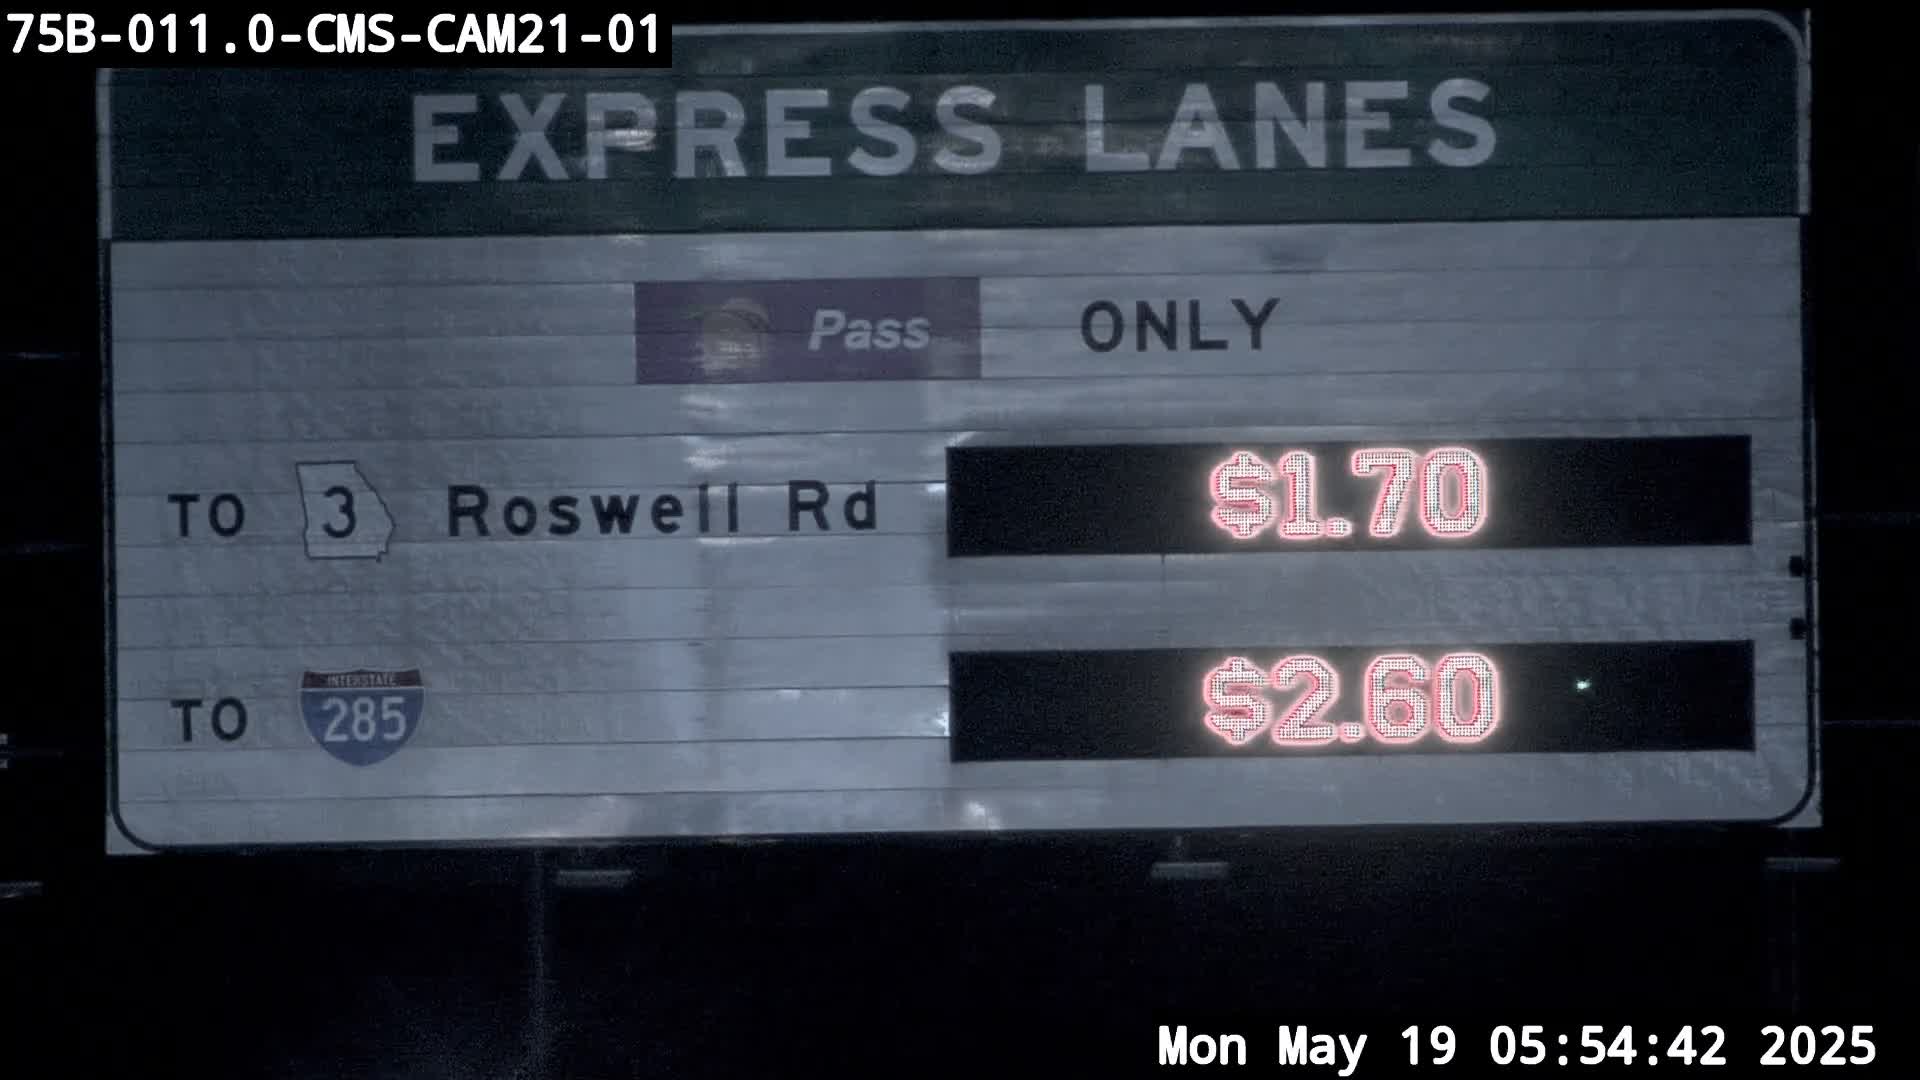 75B-011.0-CMS-CAM21-01
EXPRESS LANES
Pass ONLY
TO 3 Roswell Rd $1.70
INTERSTATE
TO 285 $2.60
Mon May 19 05:54:42 2025